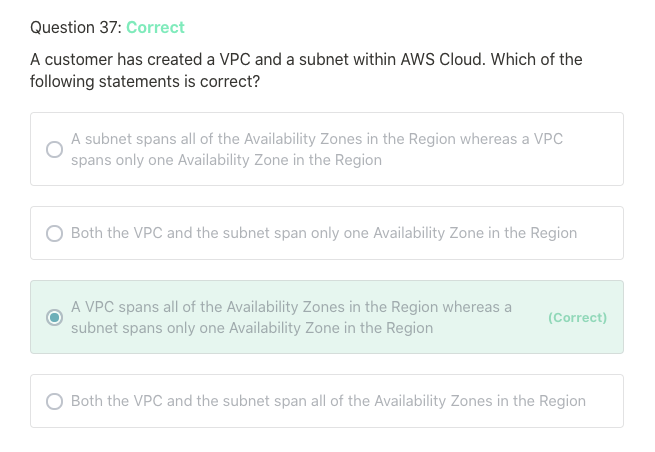 Question 37: Correct
A customer has created a VPC and a subnet within AWS Cloud. Which of the
following statements is correct?
A subnet spans all of the Availability Zones in the Region whereas a VPC
spans only one Availability Zone in the Region
Both the VPC and the subnet span only one Availability Zone in the Region
A VPC spans all of the Availability Zones in the Region whereas a
subnet spans only one Availability Zone in the Region
(Correct)
Both the VPC and the subnet span all of the Availability Zones in the Region